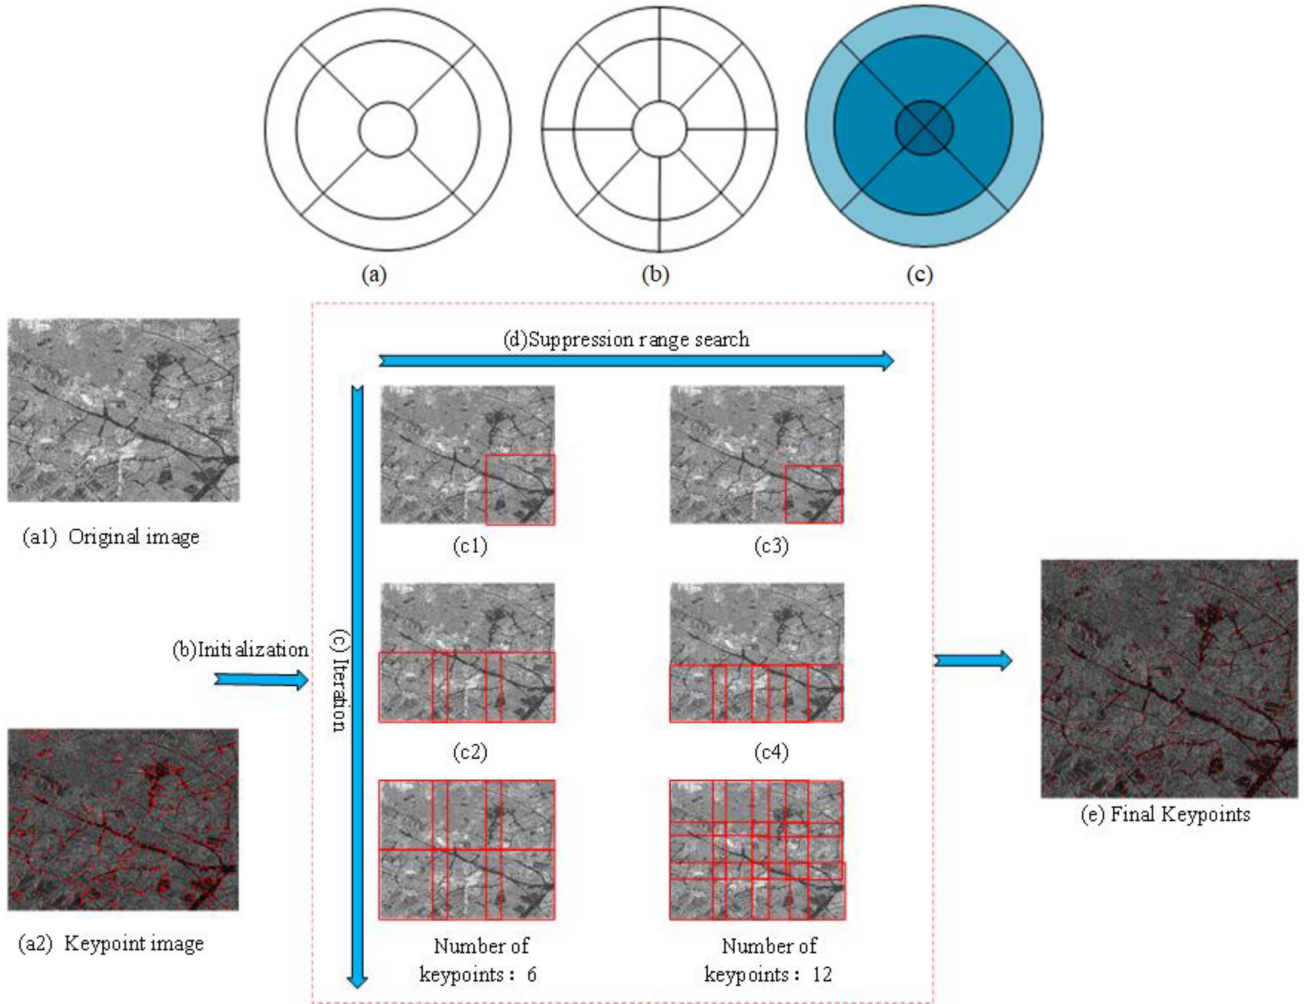 (a)
(b)
(c)
(d)Suppression range search
(a1) Original image
(c1)
(c3)
(b)Initialization
(c) Iteration
(c2)
(c4)
(e) Final Keypoints
(a2) Keypoint image
Number of
keypoints: 6
Number of
keypoints: 12